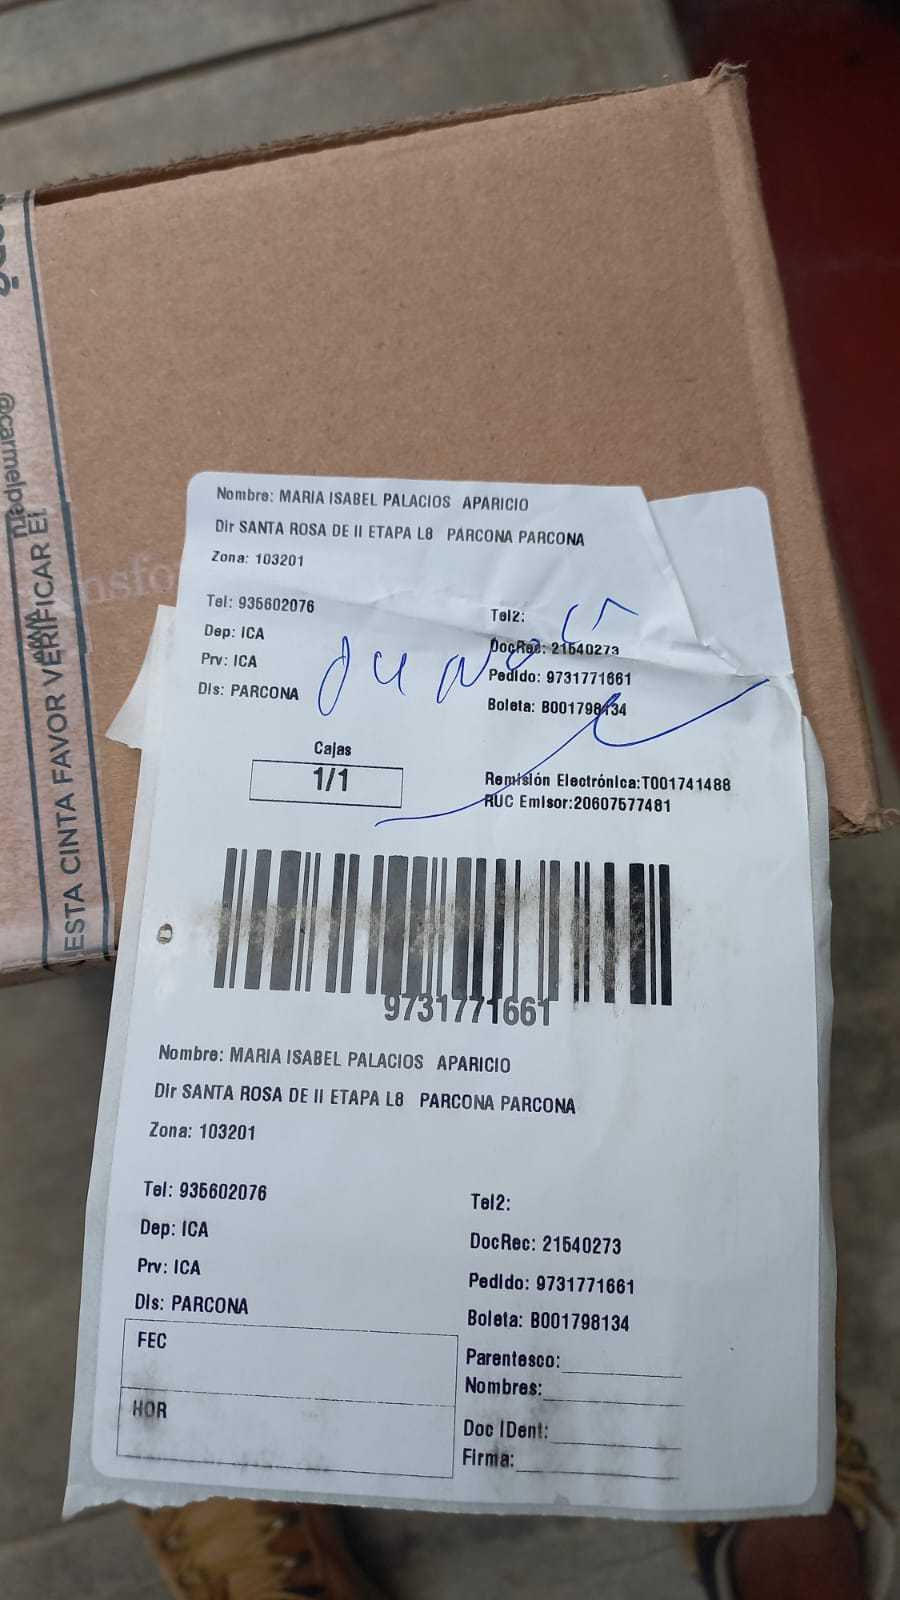 @carmelperu
ESTA CINTA FAVOR VERIFICAR EL
nsfo
Nombre: MARIA ISABEL PALACIOS APARICIO
Dir SANTA ROSA DE II ETAPA L8 PARCONA PARCONA
Zona: 103201
Tel: 935602076 Tel2:
Dep: ICA DocRec: 21540273
Prv: ICA Pedido: 9731771661
Dis: PARCONA Boleta: B001798134
Cajas
1/1
Remisión Electrónica:T001741488
RUC Emisor:20607577481
9731771661
Nombre: MARIA ISABEL PALACIOS APARICIO
Dir SANTA ROSA DE II ETAPA L8 PARCONA PARCONA
Zona: 103201
Tel: 935602076 Tel2:
Dep: ICA DocRec: 21540273
Prv: ICA Pedido: 9731771661
Dis: PARCONA Boleta: B001798134
FEC Parentesco:
Nombres:
HOR Doc IDent:
Firma: